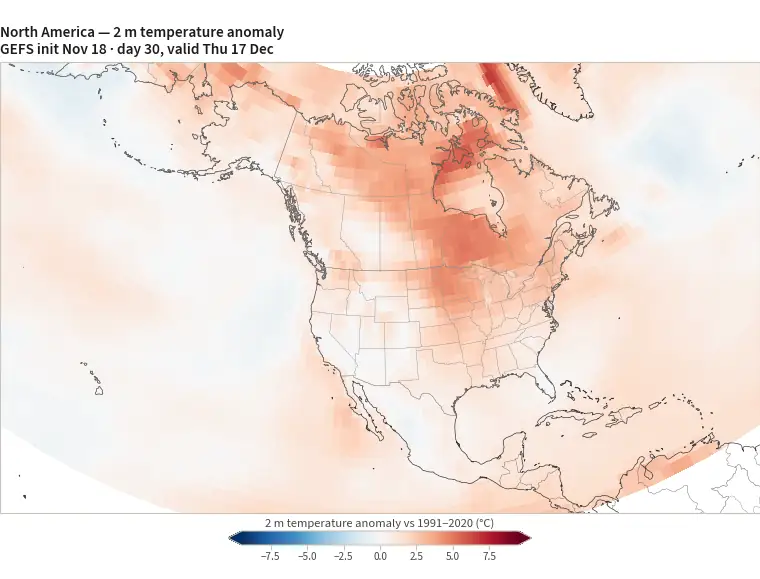 North America — 2 m temperature anomaly
GEFS init Nov 18 · day 30, valid Thu 17 Dec
2 m temperature anomaly vs 1991–2020 (°C)
−7.5 −5.0 −2.5 0.0 2.5 5.0 7.5